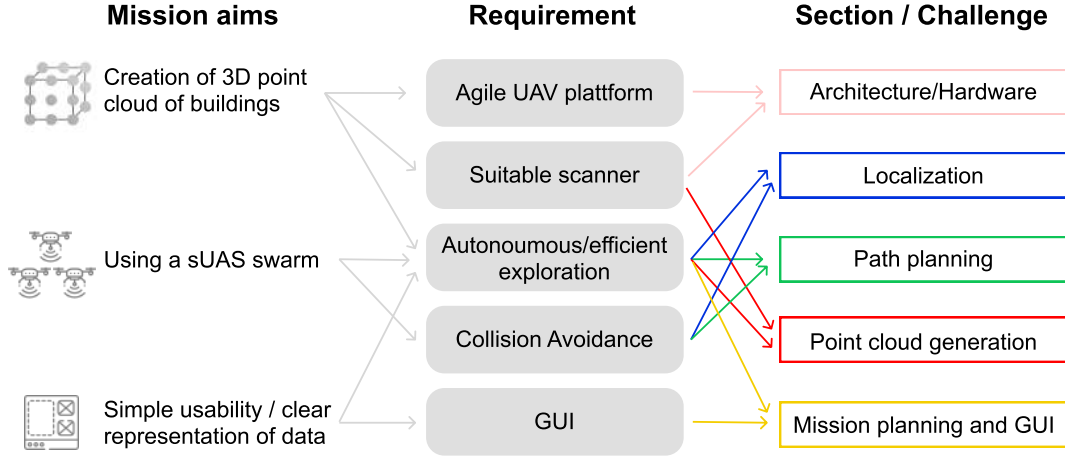 Mission aims
Requirement
Section / Challenge
Creation of 3D point
cloud of buildings
Agile UAV plattform
Architecture/Hardware
Suitable scanner
Localization
Using a sUAS swarm
Autonoumous/efficient
exploration
Path planning
Collision Avoidance
Point cloud generation
Simple usability / clear
representation of data
GUI
Mission planning and GUI